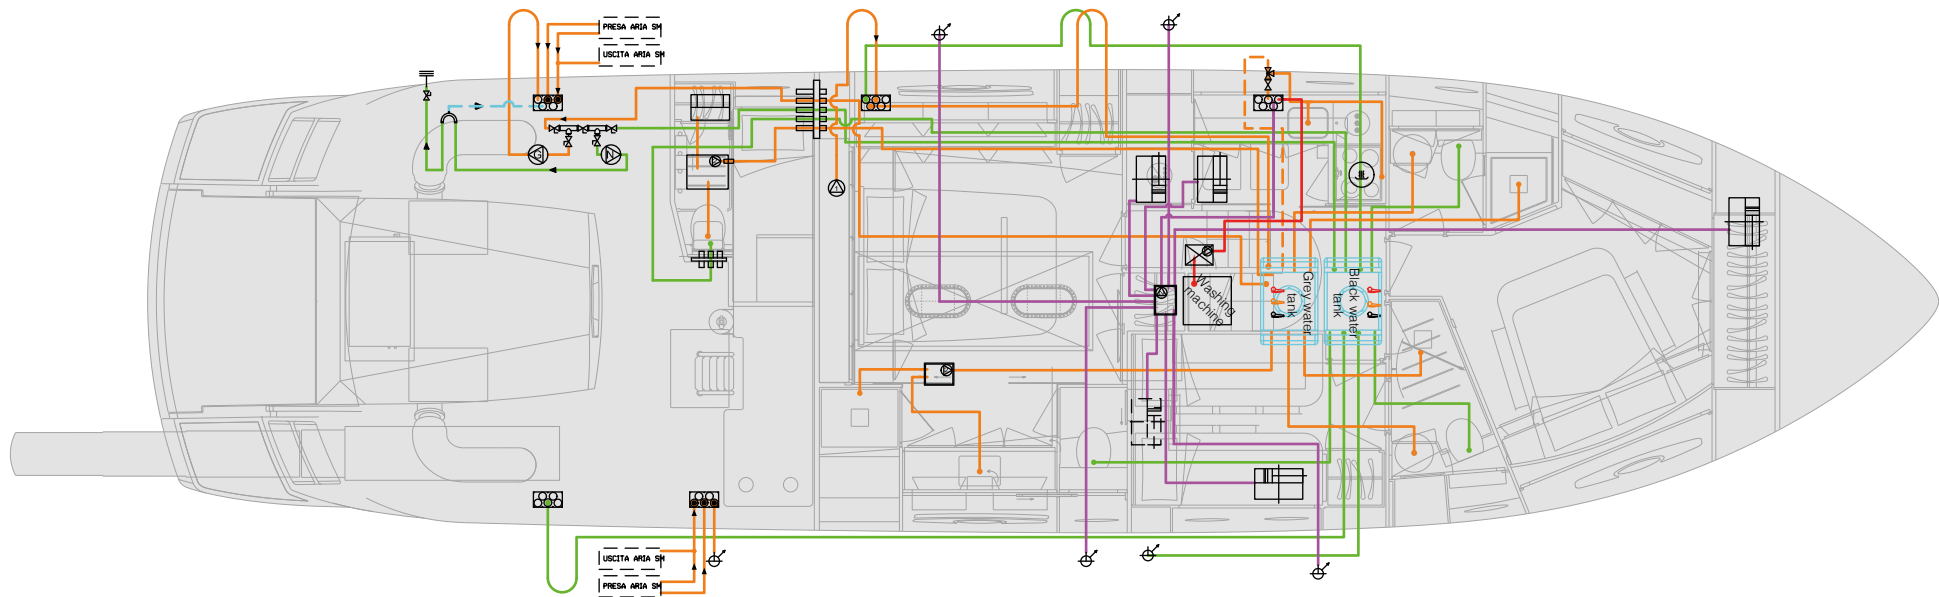 PRESA ARIA SM
USCITA ARIA SM
Washing
machine
Grey water
tank
Black water
tank
USCITA ARIA SM
PRESA ARIA SM